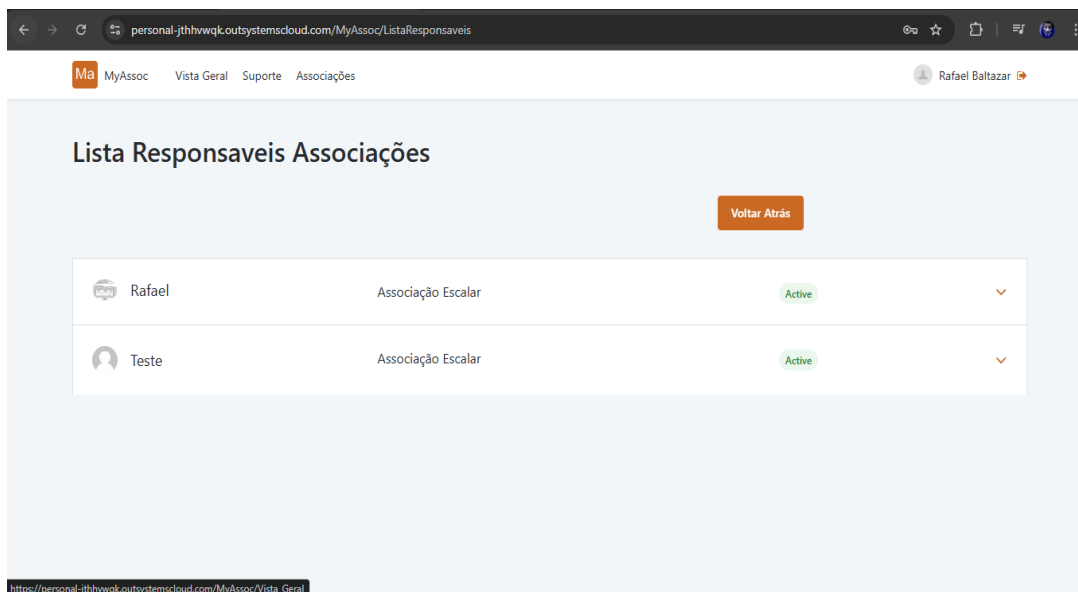 personal-jthhvwqk.outsystemscloud.com/MyAssoc/ListaResponsaveis
Ma MyAssoc Vista Geral Suporte Associações Rafael Baltazar
Lista Responsaveis Associações
Voltar Atrás
Rafael Associação Escalar Active
Teste Associação Escalar Active
https://personal-jthhvwqk.outsystemscloud.com/MyAssoc/Vista_Geral